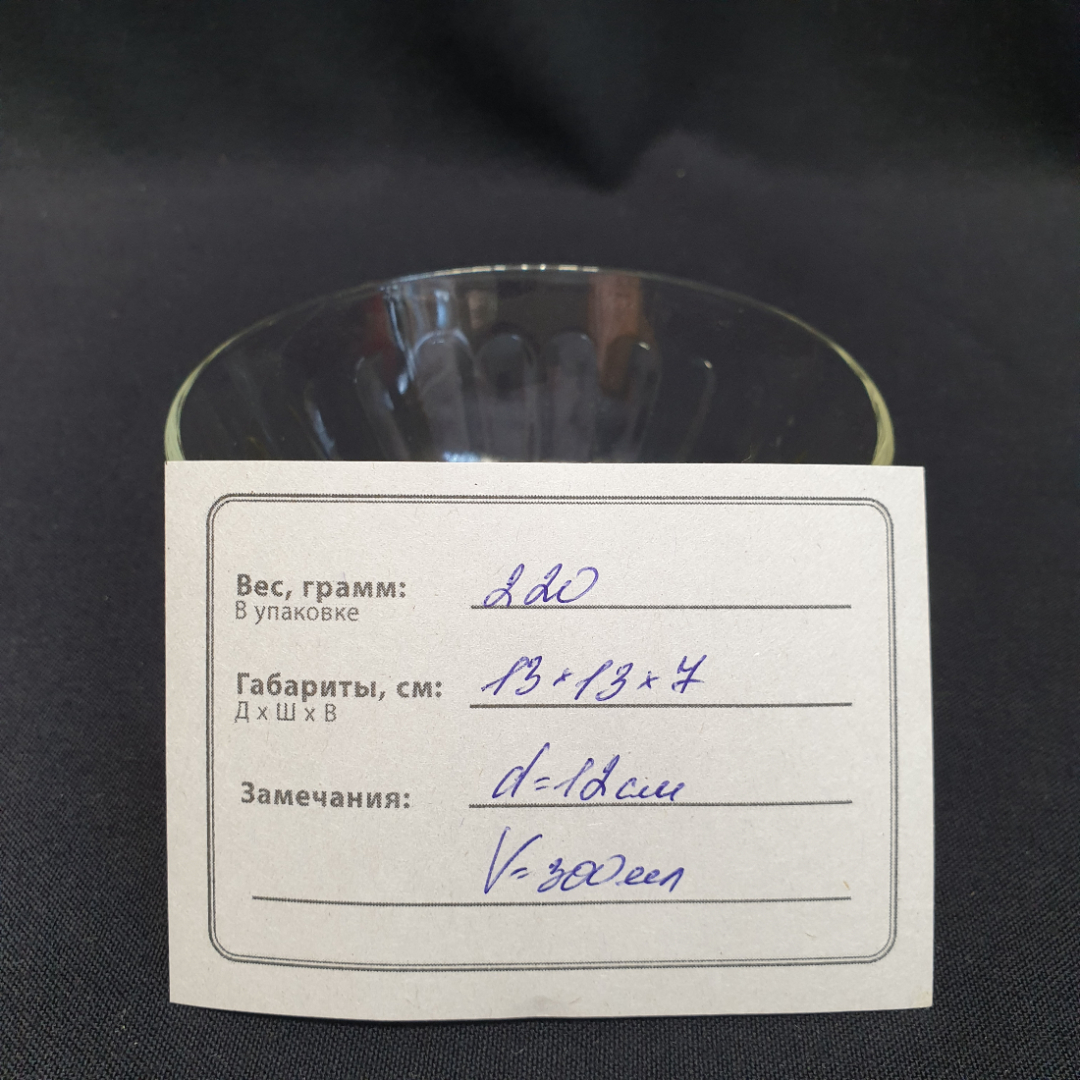 Вес, грамм: 220
В упаковке
Габариты, см: 13 x 13 x 7
Д х Ш х В
Замечания: d=12см
V=300мл